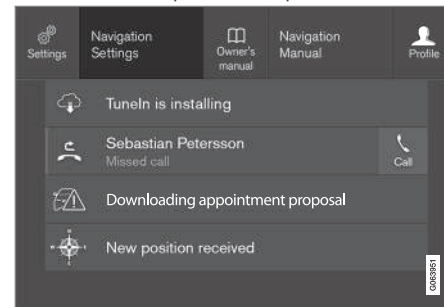 Settings
Navigation
Settings
Owner's
manual
Navigation
Manual
Profile
TuneIn is installing
Sebastian Petersson
Missed call
Call
Downloading appointment proposal
New position received
G063951